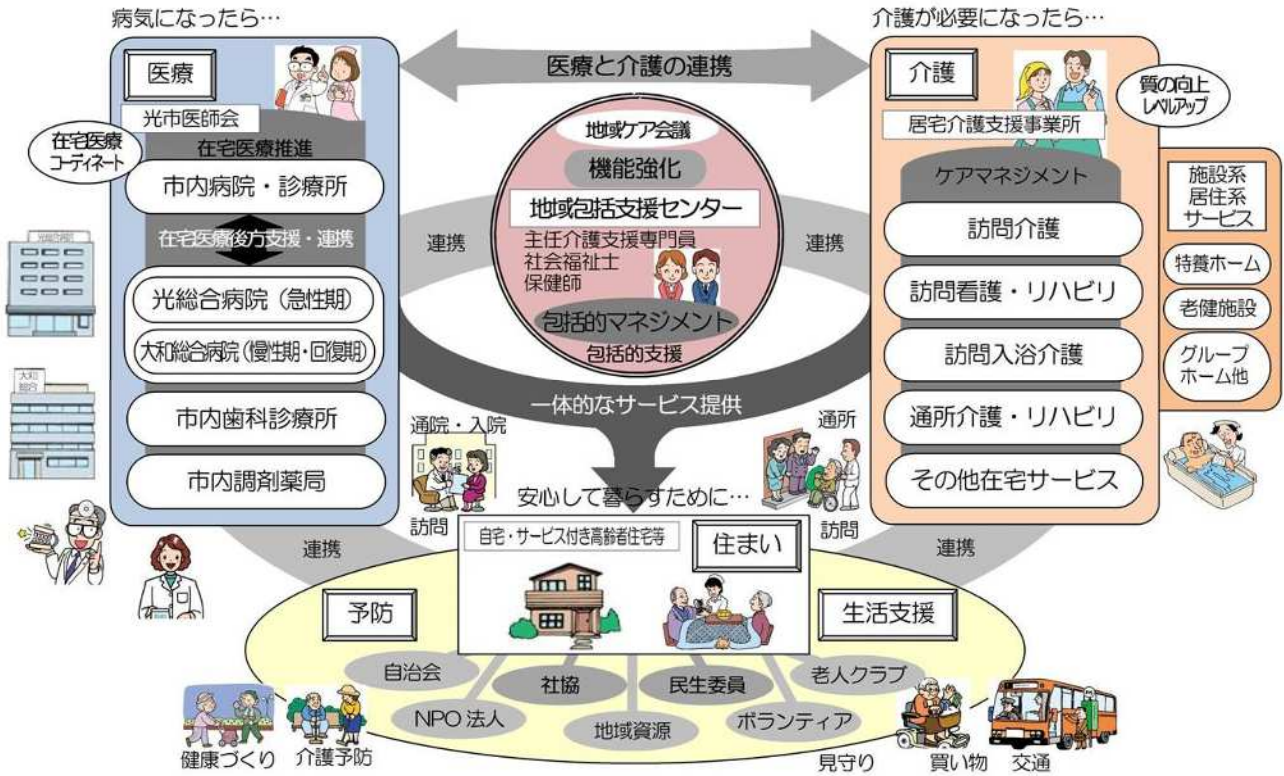 病気になったら…
医療
光市医師会
在宅医療
コーディネート
在宅医療推進
市内病院・診療所
在宅医療後方支援・連携
光総合病院（急性期）
大和総合病院（慢性期・回復期）
市内歯科診療所
市内調剤薬局
光総合病院
大和
総合
医療と介護の連携
地域ケア会議
機能強化
地域包括支援センター
主任介護支援専門員
社会福祉士
保健師
包括的マネジメント
包括的支援
連携
連携
一体的なサービス提供
介護が必要になったら…
介護
質の向上
レベルアップ
居宅介護支援事業所
ケアマネジメント
訪問介護
訪問看護・リハビリ
訪問入浴介護
通所介護・リハビリ
その他在宅サービス
施設系
居住系
サービス
特養ホーム
老健施設
グループ
ホーム他
通院・入院
訪問
通所
訪問
安心して暮らすために…
自宅・サービス付き高齢者住宅等
住まい
連携
連携
予防
生活支援
自治会
社協
民生委員
老人クラブ
NPO法人
地域資源
ボランティア
健康づくり
介護予防
見守り
買い物
交通